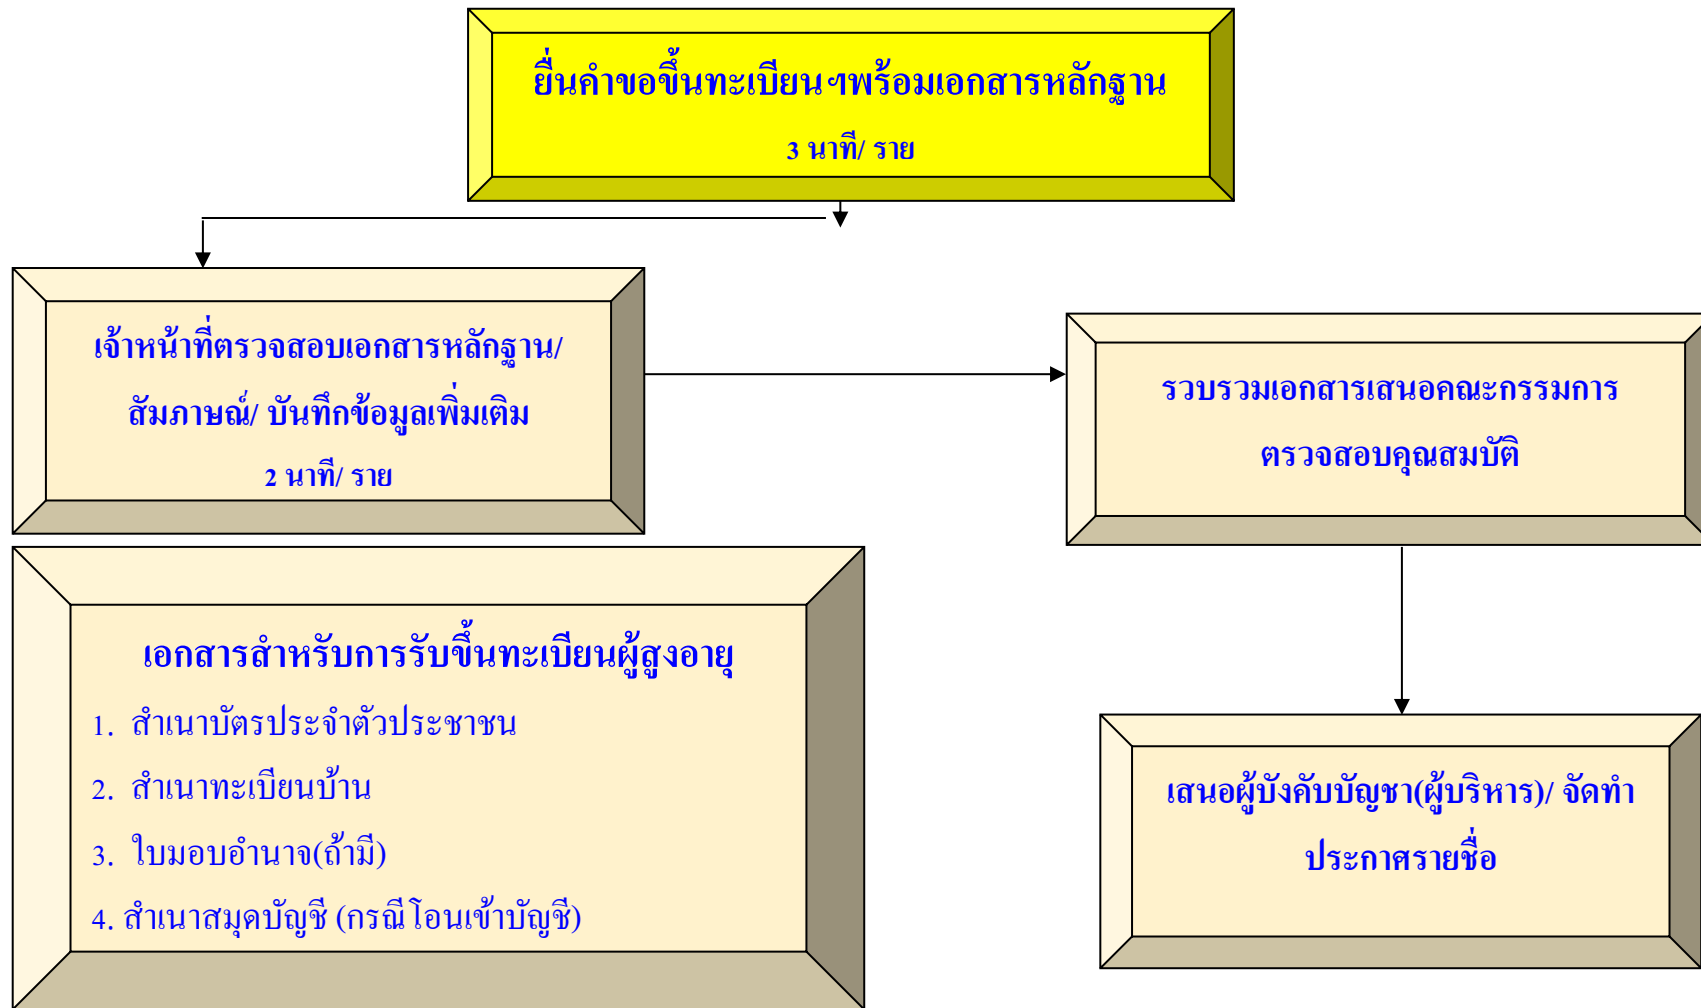 ยื่นคำขอขึ้นทะเบียนฯพร้อมเอกสารหลักฐาน
3 นาที/ ราย
เจ้าหน้าที่ตรวจสอบเอกสารหลักฐาน/
สัมภาษณ์/ บันทึกข้อมูลเพิ่มเติม
2 นาที/ ราย
รวบรวมเอกสารเสนอคณะกรรมการ
ตรวจสอบคุณสมบัติ
เอกสารสำหรับการรับขึ้นทะเบียนผู้สูงอายุ
1. สำเนาบัตรประจำตัวประชาชน
2. สำเนาทะเบียนบ้าน
3. ใบมอบอำนาจ(ถ้ามี)
4. สำเนาสมุดบัญชี (กรณีโอนเข้าบัญชี)
เสนอผู้บังคับบัญชา(ผู้บริหาร)/ จัดทำ
ประกาศรายชื่อ